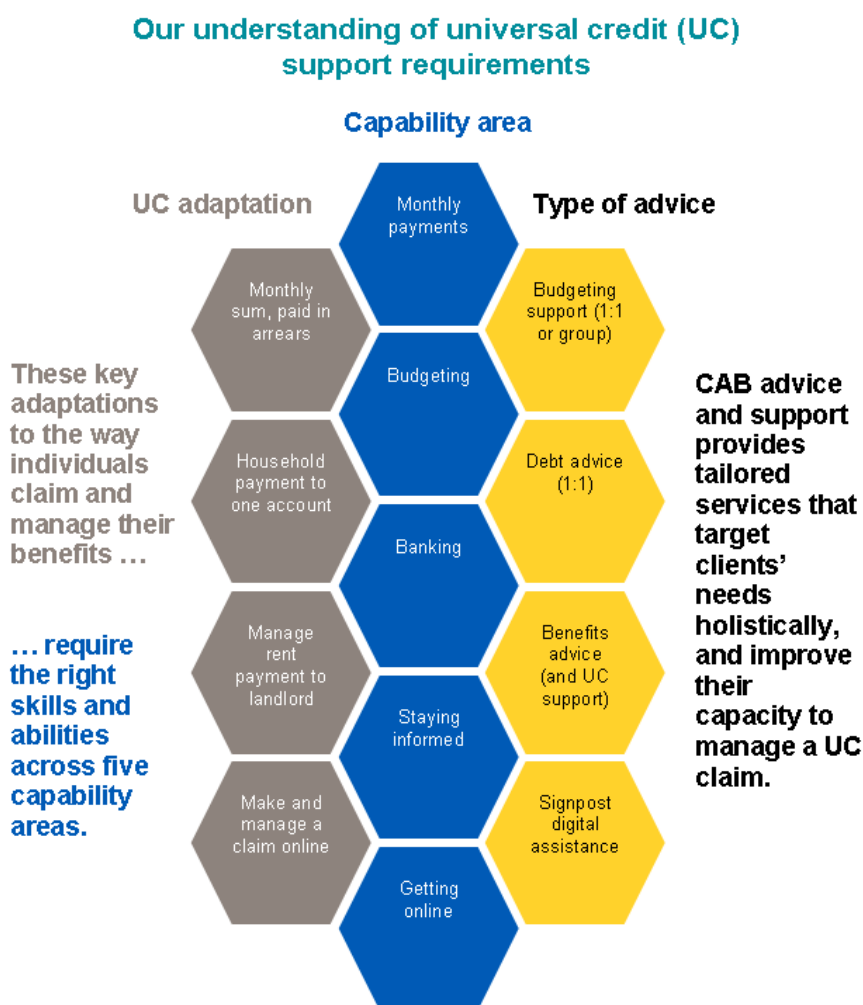 Our understanding of universal credit (UC)
support requirements
Capability area
UC adaptation
Type of advice
Monthly
payments
Monthly
sum, paid in
arrears
Budgeting
support (1:1
or group)
Budgeting
These key
adaptations
to the way
individuals
claim and
manage their
benefits …
Household
payment to
one account
Debt advice
(1:1)
Banking
CAB advice
and support
provides
tailored
services that
target
clients’
needs
holistically,
and improve
their
capacity to
manage a UC
claim.
Manage
rent
payment to
landlord
Benefits
advice
(and UC
support)
… require
the right
skills and
abilities
across five
capability
areas.
Staying
informed
Make and
manage a
claim online
Signpost
digital
assistance
Getting
online